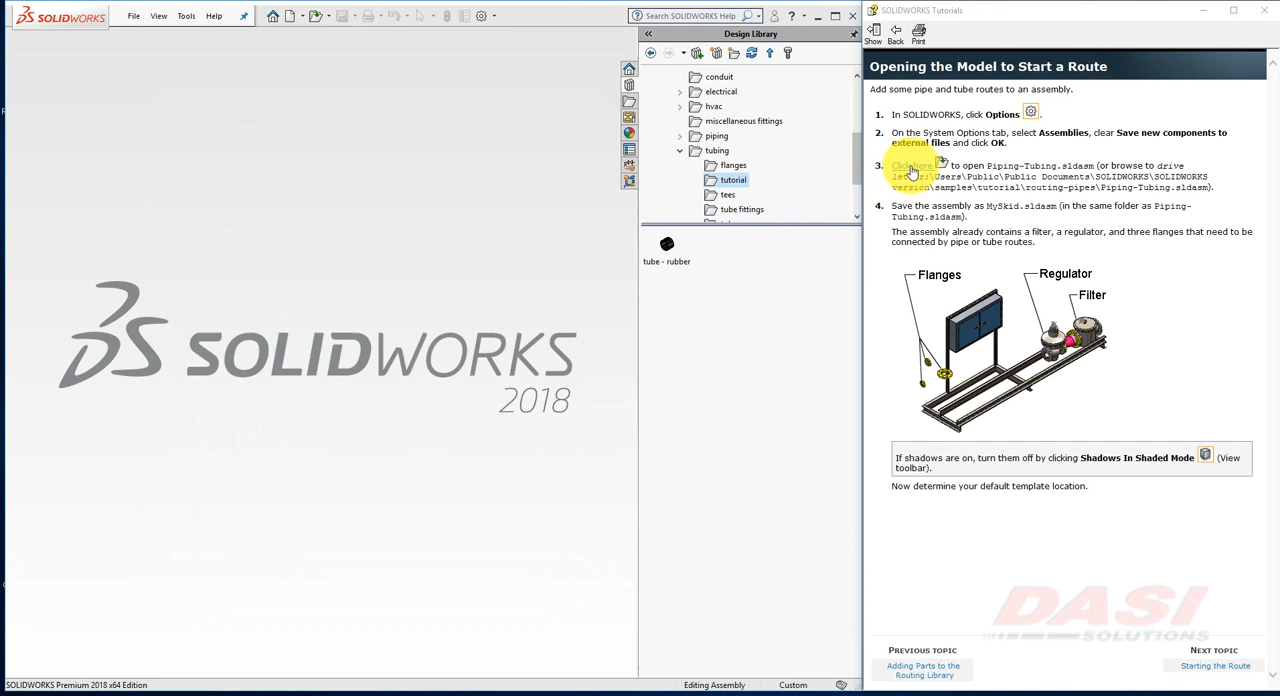 SOLIDWORKS
File View Tools Help
Search SOLIDWORKS Help
Design Library
conduit
electrical
hvac
miscellaneous fittings
piping
tubing
flanges
tutorial
tees
tube fittings
tube - rubber
SOLIDWORKS
2018
SOLIDWORKS Premium 2018 x64 Edition
Editing Assembly
Custom
SOLIDWORKS Tutorials
Show Back Print
Opening the Model to Start a Route
Add some pipe and tube routes to an assembly.
1. In SOLIDWORKS, click Options .
2. On the System Options tab, select Assemblies, clear Save new components to
external files and click OK.
3. Click here to open Piping-Tubing.sldasm (or browse to drive
letter:\Users\Public\Public Documents\SOLIDWORKS\SOLIDWORKS
version\samples\tutorial\routing-pipes\Piping-Tubing.sldasm).
4. Save the assembly as MySkid.sldasm (in the same folder as Piping-
Tubing.sldasm).
The assembly already contains a filter, a regulator, and three flanges that need to be
connected by pipe or tube routes.
Flanges
Regulator
Filter
If shadows are on, turn them off by clicking Shadows In Shaded Mode (View
toolbar).
Now determine your default template location.
DASI
SOLUTIONS
PREVIOUS TOPIC
Adding Parts to the
Routing Library
NEXT TOPIC
Starting the Route